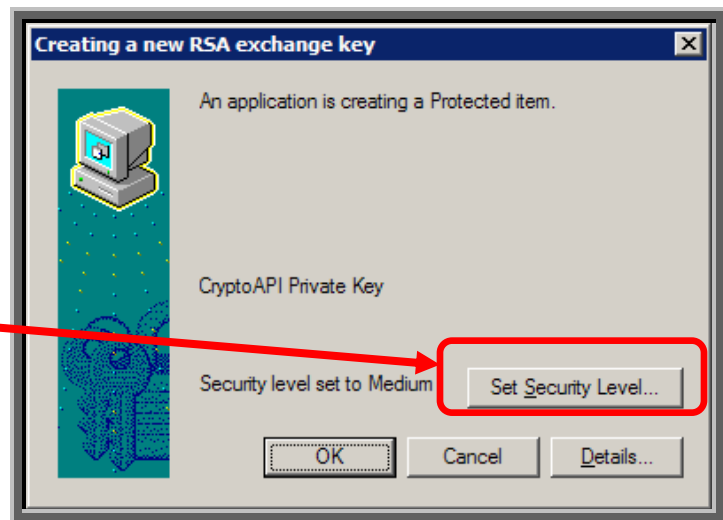 Creating a new RSA exchange key
An application is creating a Protected item.
CryptoAPI Private Key
Security level set to Medium
Set Security Level...
OK
Cancel
Details...